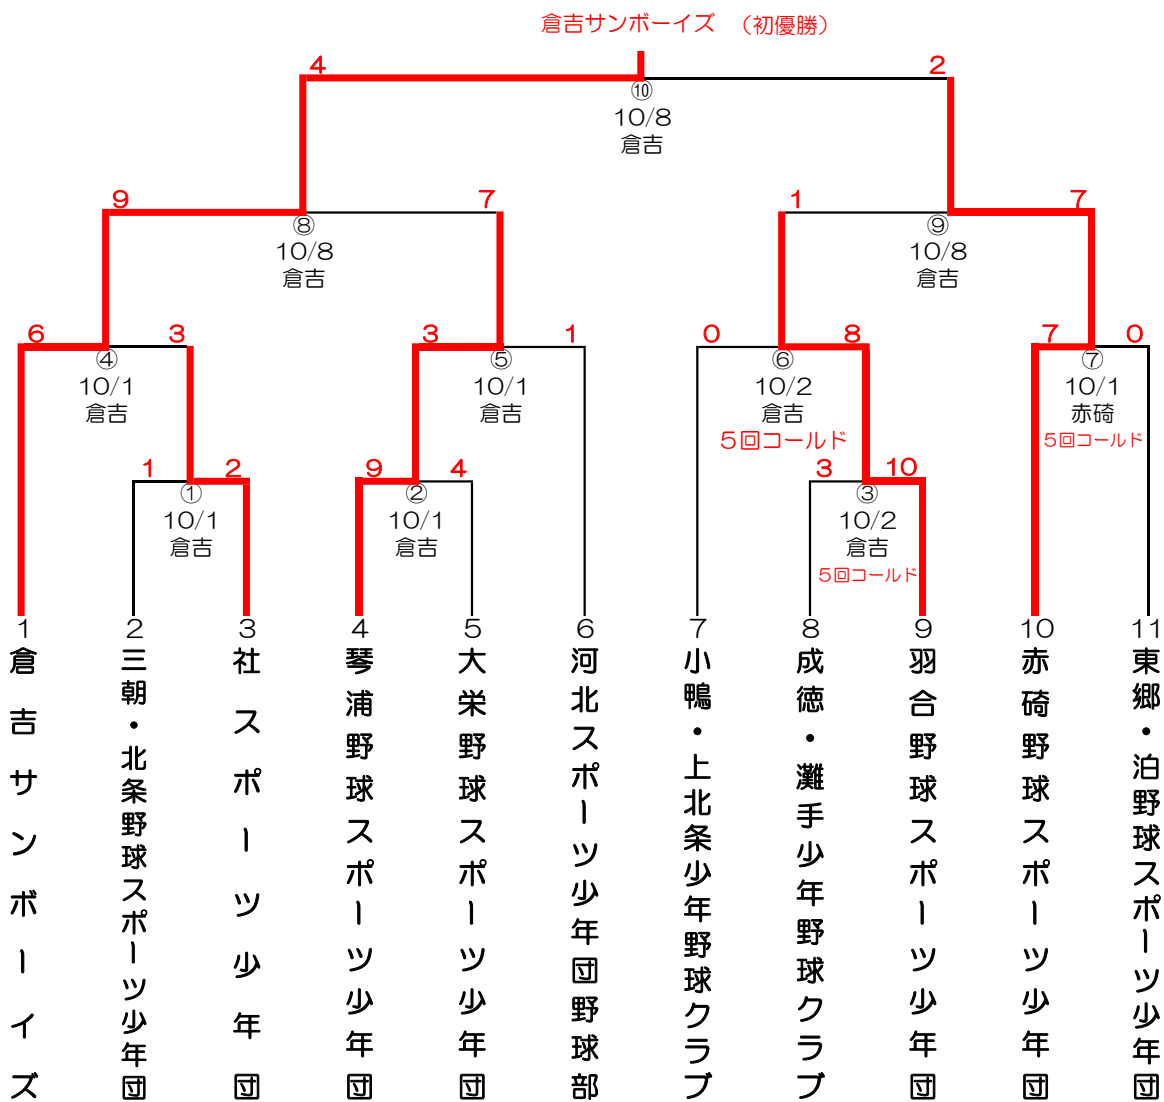 倉吉サンボーイズ （初優勝）
4 2
⑩
10/8
倉吉
9 7 1 7
⑧ ⑨
10/8 10/8
倉吉 倉吉
6 3 3 1 0 8 7 0
④ ⑤ ⑥ ⑦
10/1 10/1 10/2 10/1
倉吉 倉吉 倉吉 赤碕
5回コールド 5回コールド
1 2 9 4 3 10
① ② ③
10/1 10/1 10/2
倉吉 倉吉 倉吉
5回コールド
1 2 3 4 5 6 7 8 9 10 11
倉吉サンボーイズ
三朝・北条野球スポーツ少年団
社スポーツ少年団
琴浦野球スポーツ少年団
大栄野球スポーツ少年団
河北スポーツ少年団野球部
小鴨・上北条少年野球クラブ
成徳・灘手少年野球クラブ
羽合野球スポーツ少年団
赤碕野球スポーツ少年団
東郷・泊野球スポーツ少年団